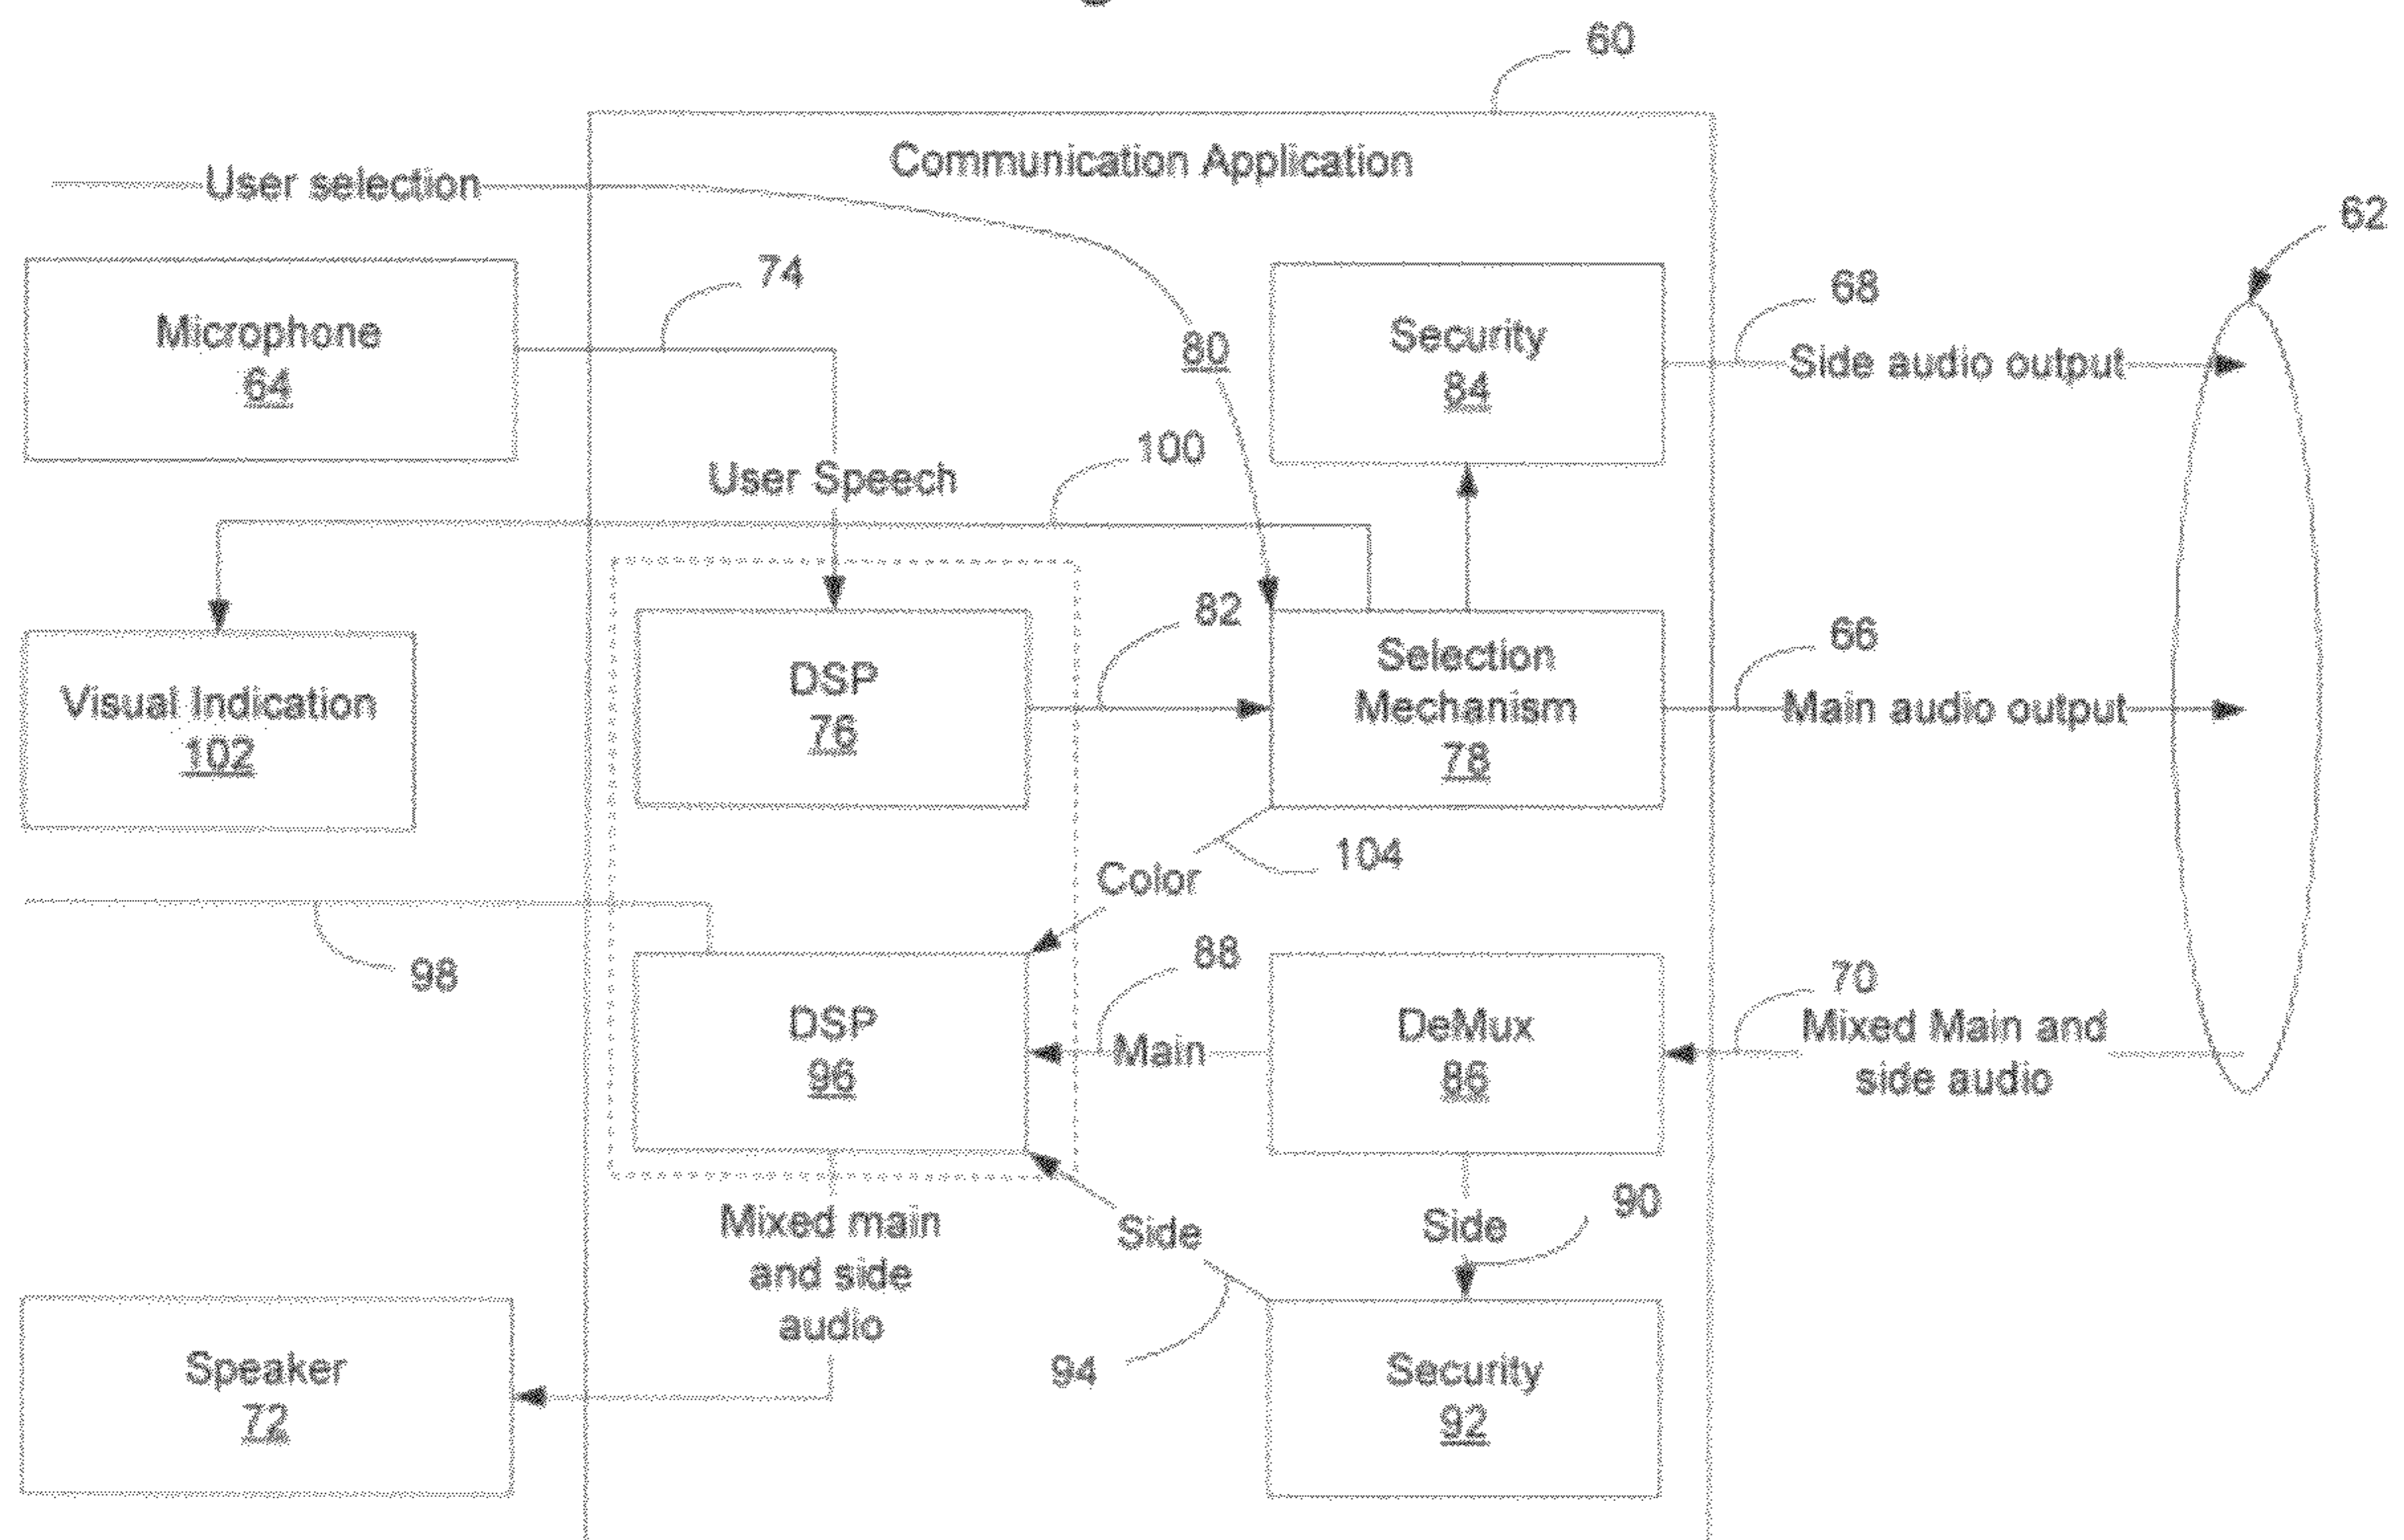 60
Communication Application
User selection
62
74
68
Microphone
64
Security
84
80
Side audio output
100
User Speech
82
66
DSP
76
Selection
Mechanism
78
Main audio output
Visual Indication
102
104
Color
98
88
70
DSP
96
Main
DeMux
86
Mixed Main and
side audio
90
Mixed main
and side
audio
Side
Side
94
Speaker
72
Security
92